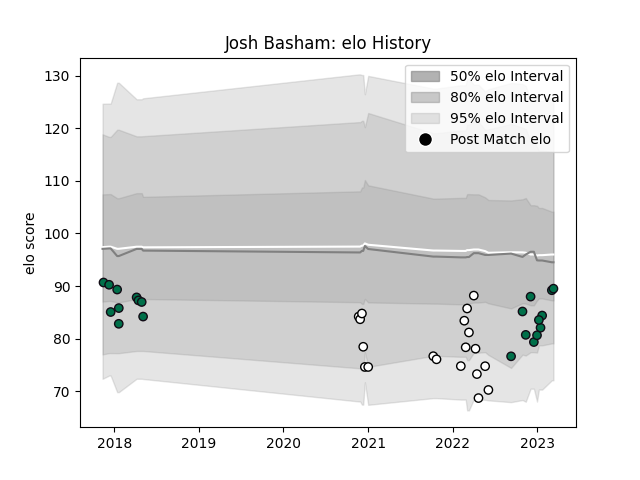 Josh Basham: elo History
130
120
110
100
90
80
70
elo score
50% elo Interval
80% elo Interval
95% elo Interval
Post Match elo
2018
2019
2020
2021
2022
2023